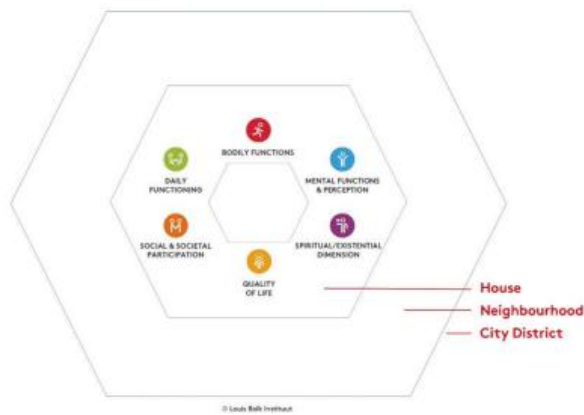 BODILY FUNCTIONS
DAILY
FUNCTIONING
MENTAL FUNCTIONS
& PERCEPTION
SOCIAL & SOCIETAL
PARTICIPATION
SPIRITUAL/EXISTENTIAL
DIMENSION
QUALITY
OF LIFE
House
Neighbourhood
City District
© Louis Bolk Instituut